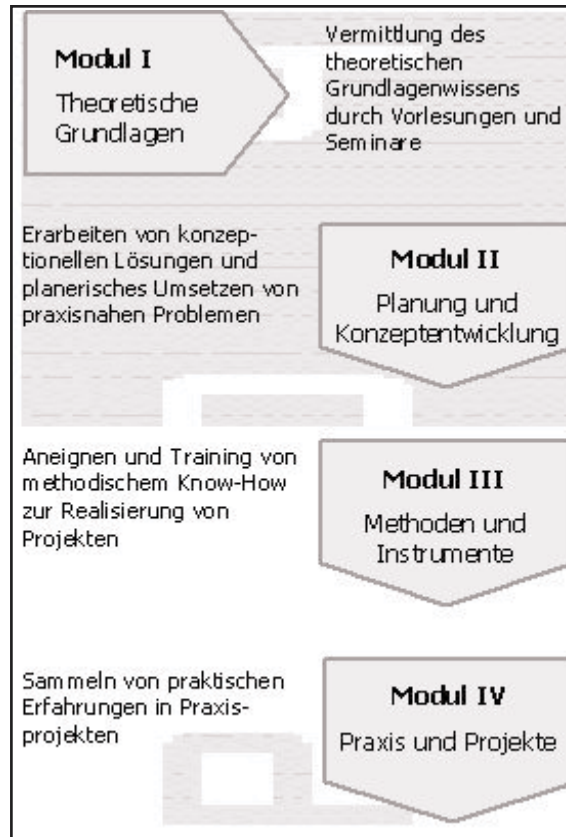 Modul I
Theoretische
Grundlagen
Vermittlung des
theoretischen
Grundlagenwissens
durch Vorlesungen und
Seminare
Erarbeiten von konzep-
tionellen Lösungen und
planerisches Umsetzen von
praxisnahen Problemen
Modul II
Planung und
Konzeptentwicklung
Aneignen und Training von
methodischem Know-How
zur Realisierung von
Projekten
Modul III
Methoden und
Instrumente
Sammeln von praktischen
Erfahrungen in Praxis-
projekten
Modul IV
Praxis und Projekte